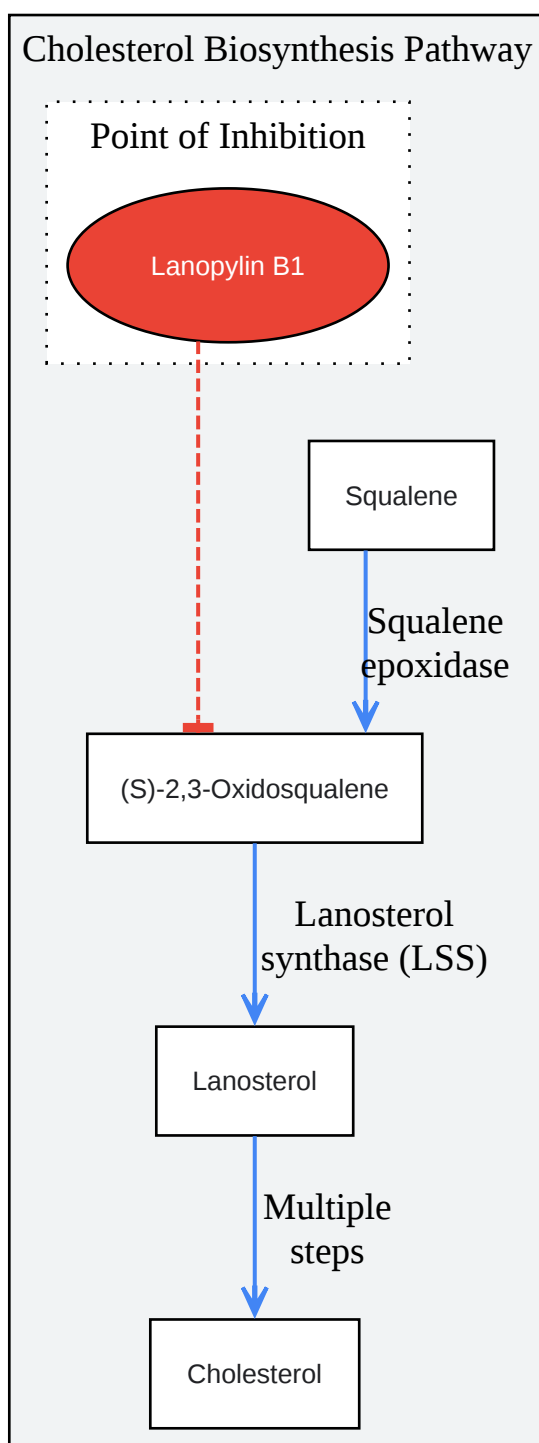 Cholesterol Biosynthesis Pathway
Point of Inhibition
Lanopylin B1
Squalene
Squalene
epoxidase
(S)-2,3-Oxidosqualene
Lanosterol
synthase (LSS)
Lanosterol
Multiple
steps
Cholesterol